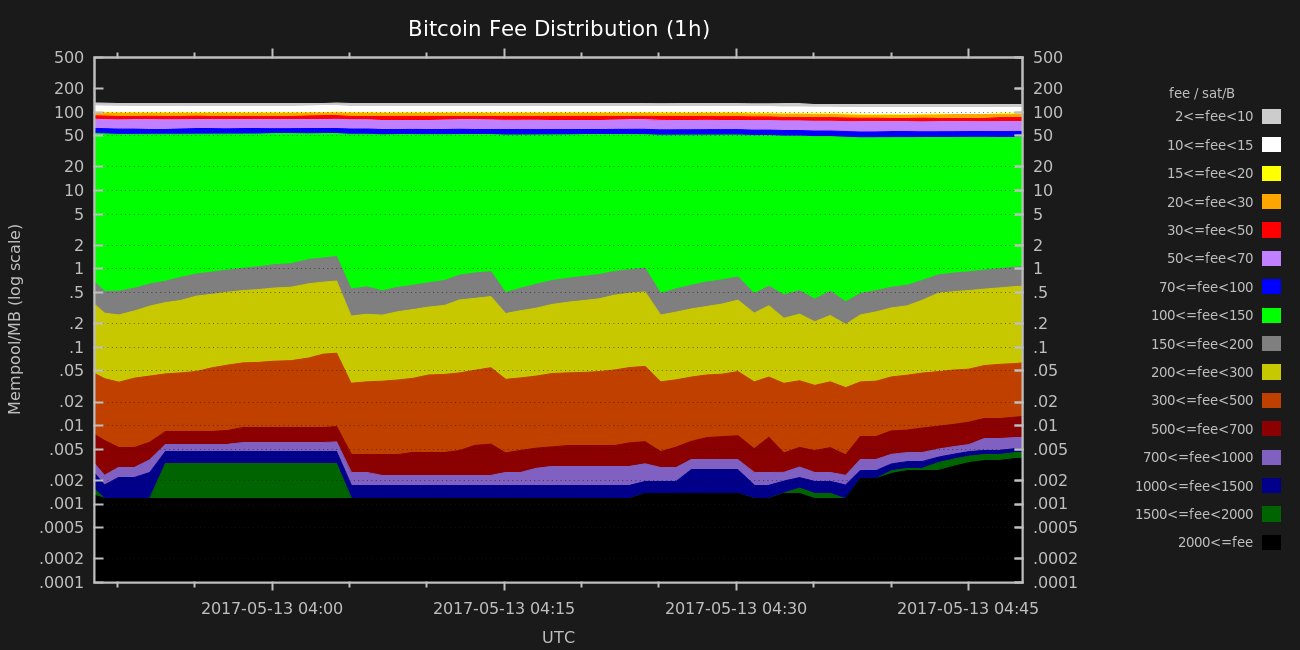 Bitcoin Fee Distribution (1h)
Mempool/MB (log scale)
500
200
100
50
20
10
5
2
1
.5
.2
.1
.05
.02
.01
.005
.002
.001
.0005
.0002
.0001
500
200
100
50
20
10
5
2
1
.5
.2
.1
.05
.02
.01
.005
.002
.001
.0005
.0002
.0001
2017-05-13 04:00
2017-05-13 04:15
2017-05-13 04:30
2017-05-13 04:45
UTC
fee / sat/B
2<=fee<10
10<=fee<15
15<=fee<20
20<=fee<30
30<=fee<50
50<=fee<70
70<=fee<100
100<=fee<150
150<=fee<200
200<=fee<300
300<=fee<500
500<=fee<700
700<=fee<1000
1000<=fee<1500
1500<=fee<2000
2000<=fee